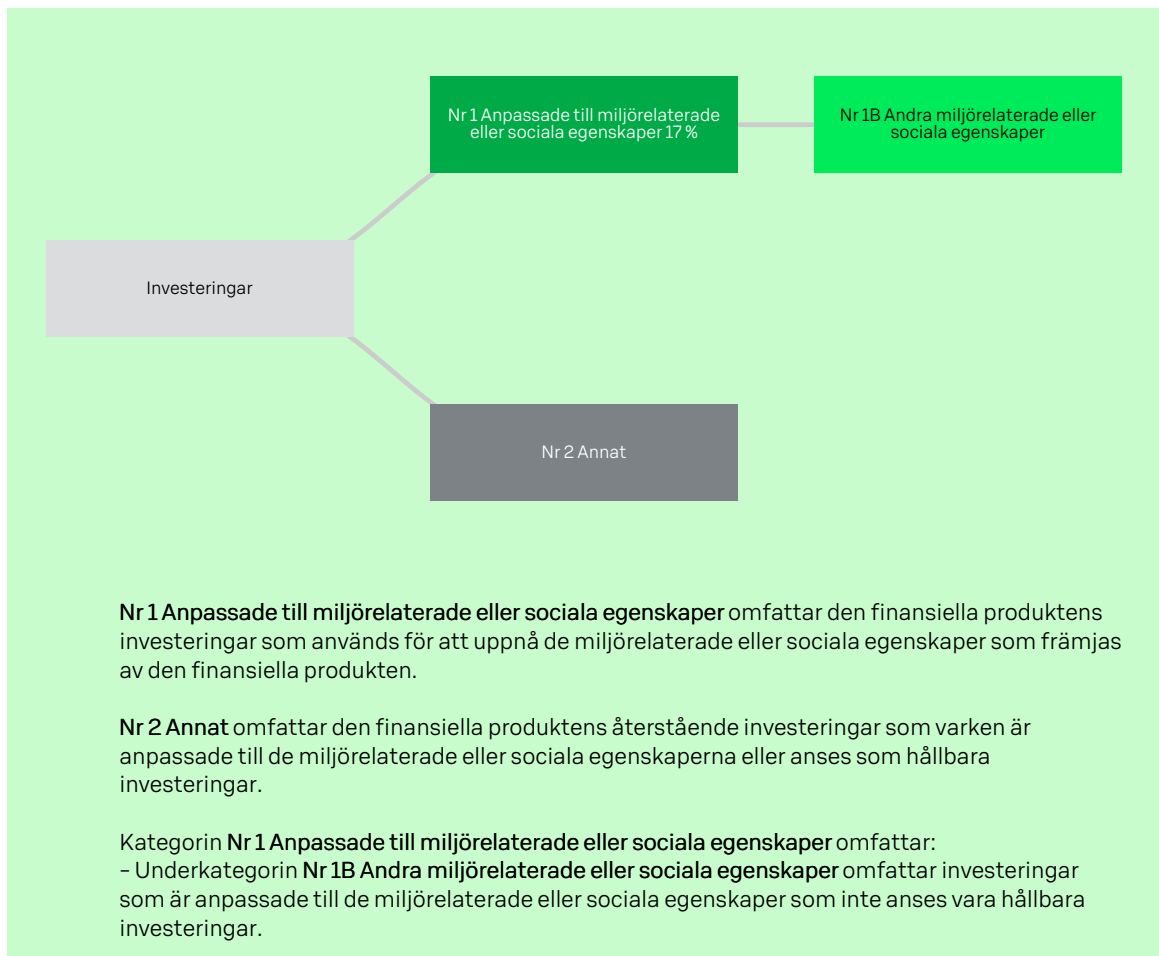 Nr 1 Anpassade till miljörelaterade
eller sociala egenskaper 17 %
Nr 1B Andra miljörelaterade eller
sociala egenskaper
Investeringar
Nr 2 Annat
Nr 1 Anpassade till miljörelaterade eller sociala egenskaper omfattar den finansiella produktens
investeringar som används för att uppnå de miljörelaterade eller sociala egenskaper som främjas
av den finansiella produkten.
Nr 2 Annat omfattar den finansiella produktens återstående investeringar som varken är
anpassade till de miljörelaterade eller sociala egenskaperna eller anses som hållbara
investeringar.
Kategorin Nr 1 Anpassade till miljörelaterade eller sociala egenskaper omfattar:
– Underkategorin Nr 1B Andra miljörelaterade eller sociala egenskaper omfattar investeringar
som är anpassade till de miljörelaterade eller sociala egenskaper som inte anses vara hållbara
investeringar.